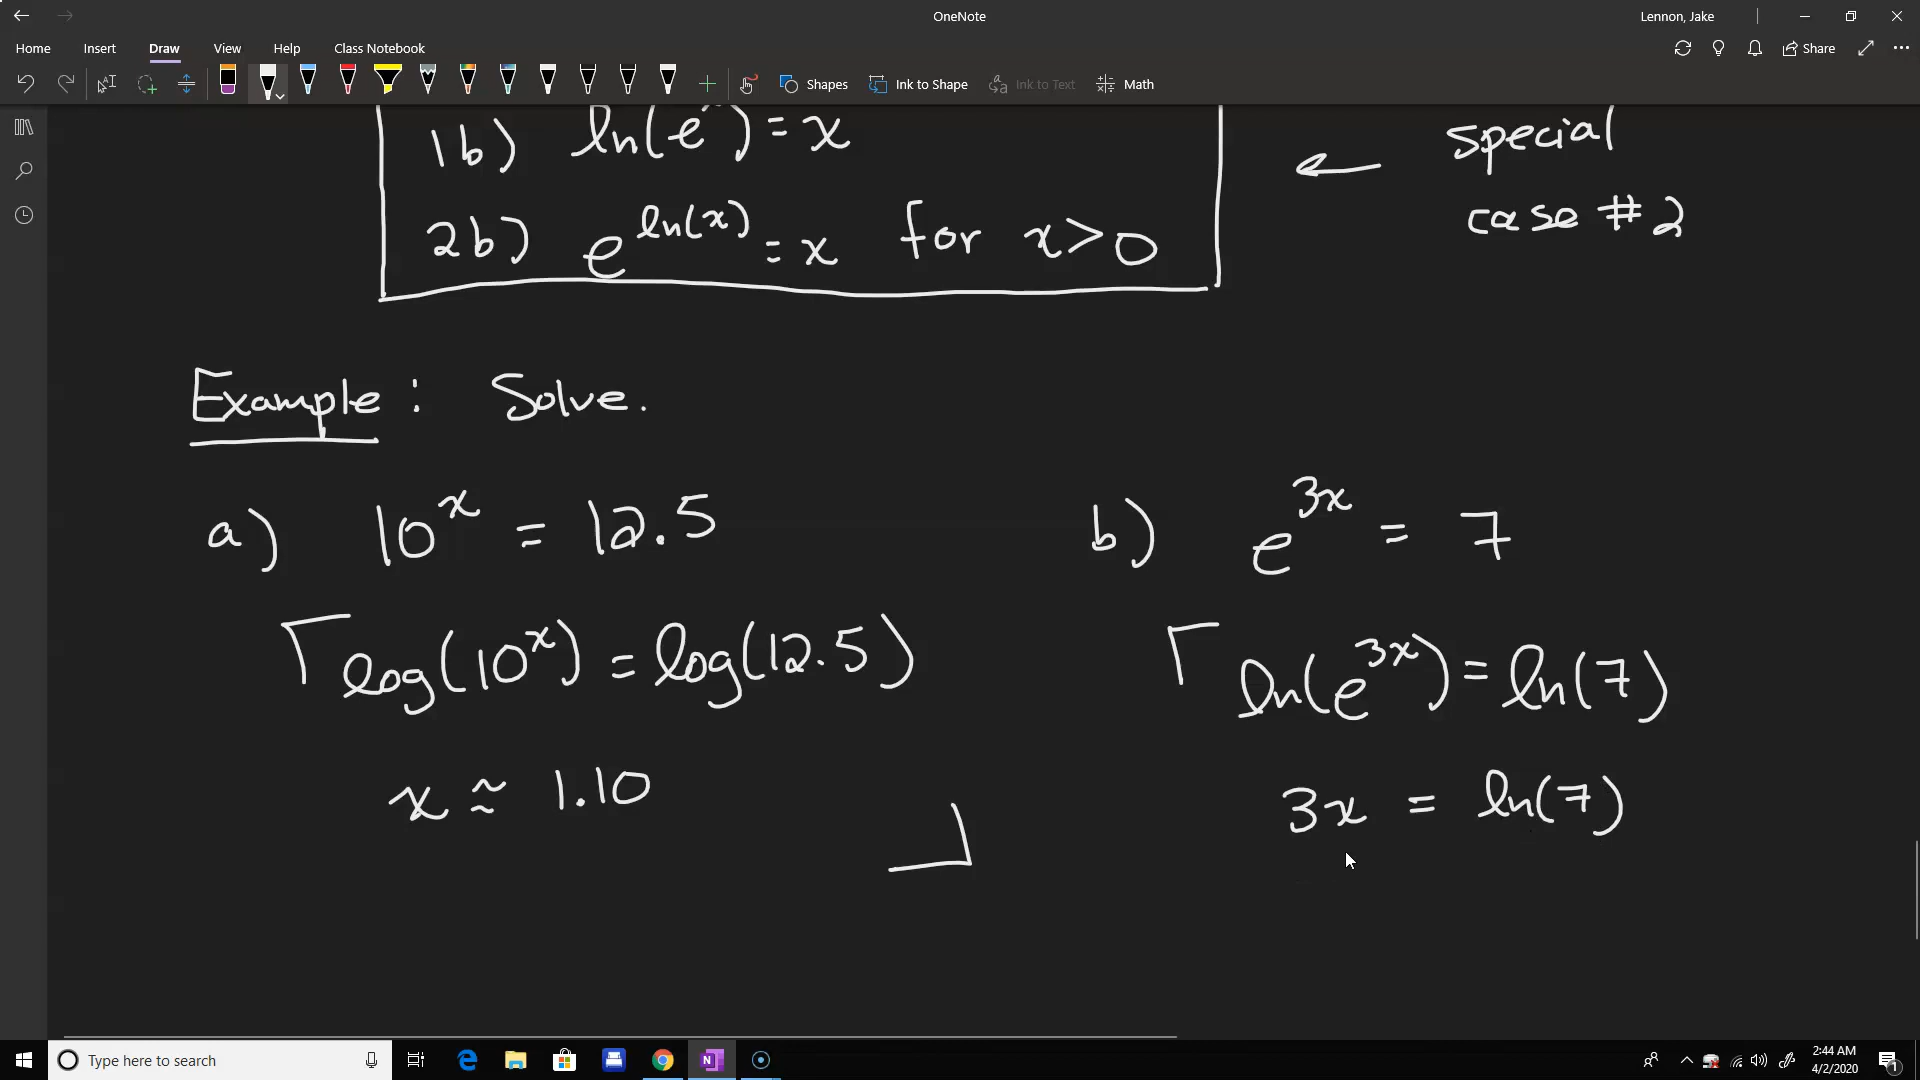 OneNote
Lennon, Jake
Home Insert Draw View Help Class Notebook
Share
Shapes Ink to Shape Ink to Text Math
1b) ln(e^x) = x
special
case #2
2b) e^ln(x) = x for x>0
Example: Solve.
a) 10^x = 12.5
b) e^3x = 7
log(10^x) = log(12.5)
ln(e^3x) = ln(7)
x ≈ 1.10
3x = ln(7)
Type here to search
2:44 AM
4/2/2020
1